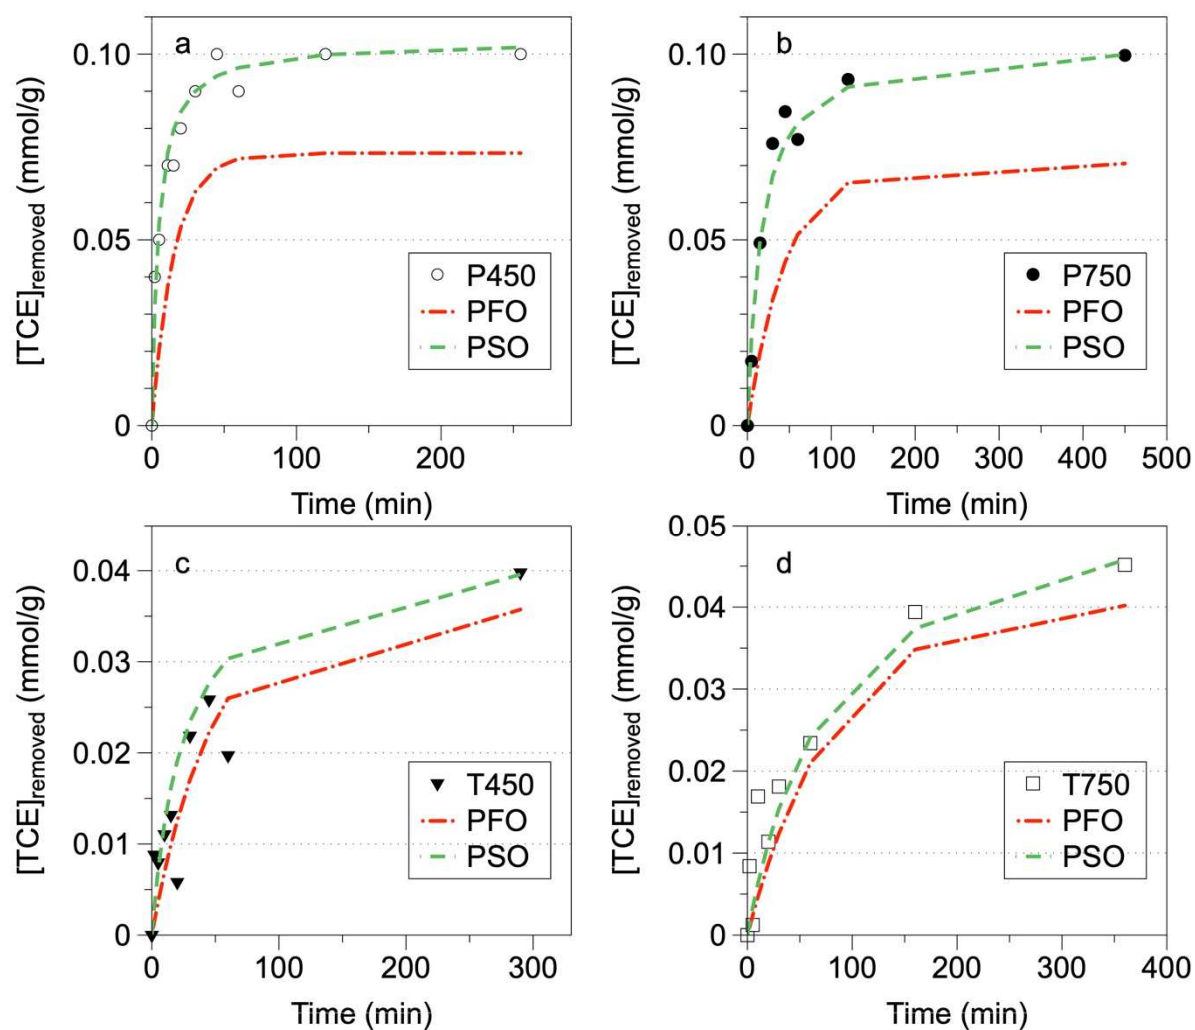 a
0.10
0.05
0
[TCE]removed (mmol/g)
P450
PFO
PSO
0 100 200
Time (min)
b
0.10
0.05
0
[TCE]removed (mmol/g)
P750
PFO
PSO
0 100 200 300 400 500
Time (min)
c
0.04
0.03
0.02
0.01
0
[TCE]removed (mmol/g)
T450
PFO
PSO
0 100 200 300
Time (min)
d
0.05
0.04
0.03
0.02
0.01
0
[TCE]removed (mmol/g)
T750
PFO
PSO
0 100 200 300 400
Time (min)